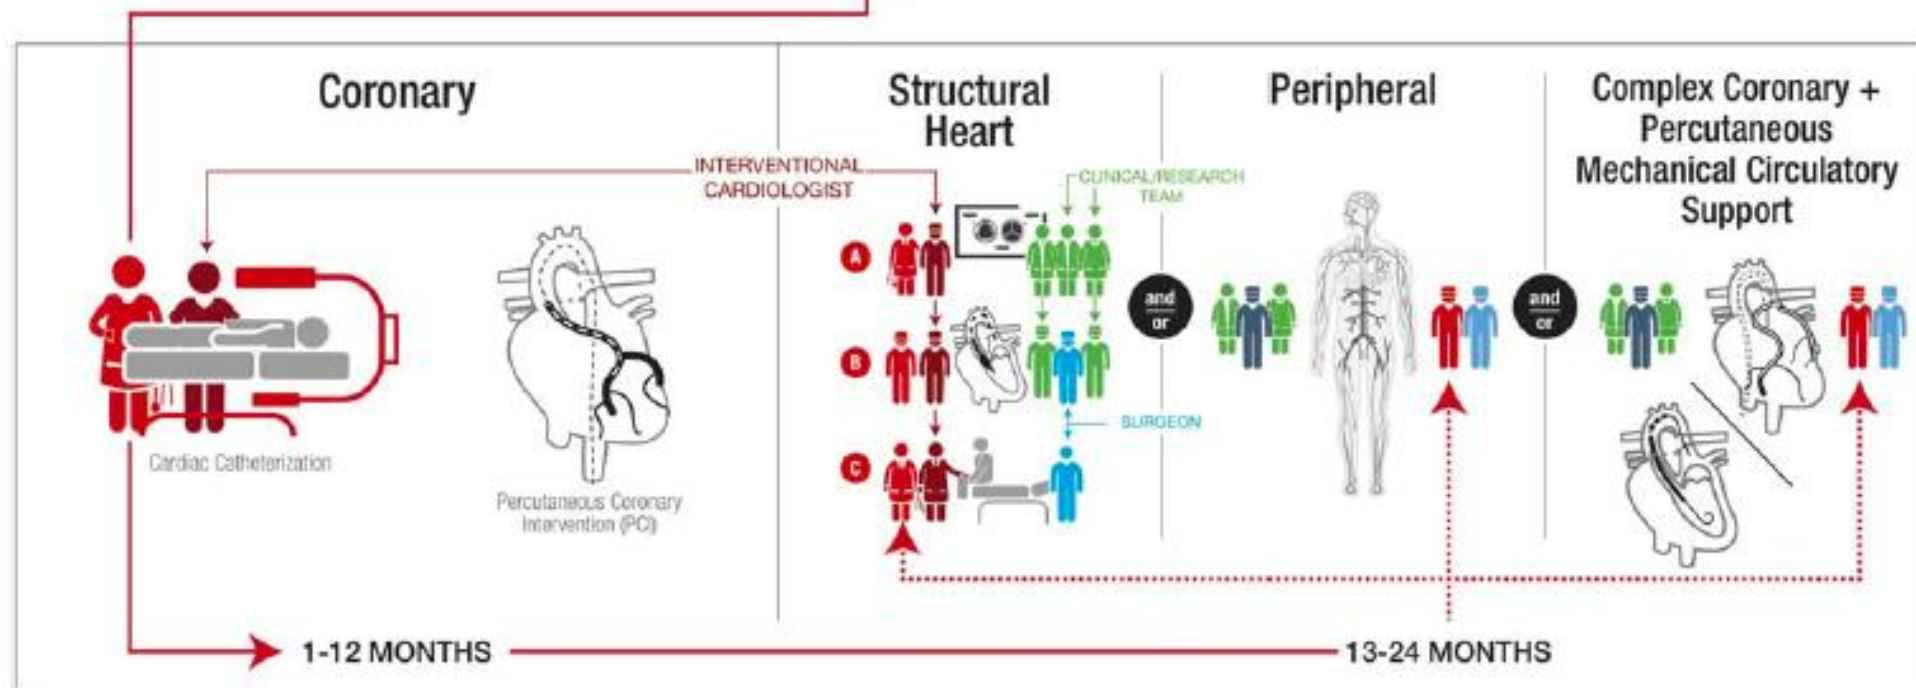 Coronary
Structural
Heart
Peripheral
Complex Coronary +
Percutaneous
Mechanical Circulatory
Support
INTERVENTIONAL
CARDIOLOGIST
CLINICAL/RESEARCH
TEAM
A
and
or
and
or
B
SURGEON
C
Cardiac Catheterization
Percutaneous Coronary
Intervention (PCI)
1-12 MONTHS
13-24 MONTHS